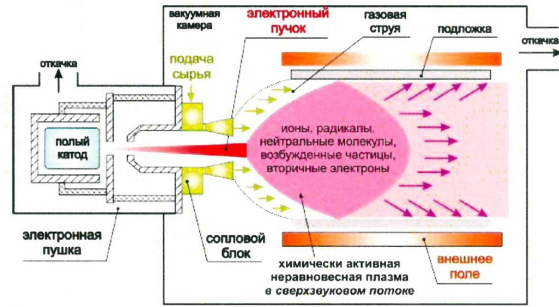 вакуумная
камера
электронный
пучок
газовая
струя
подложка
откачка
откачка
подача
сырья
полый
катод
ионы, радикалы,
нейтральные молекулы,
возбужденные частицы,
вторичные электроны
электронная
пушка
сопловой
блок
химически активная
неравновесная плазма
в сверхзвуковом потоке
внешнее
поле